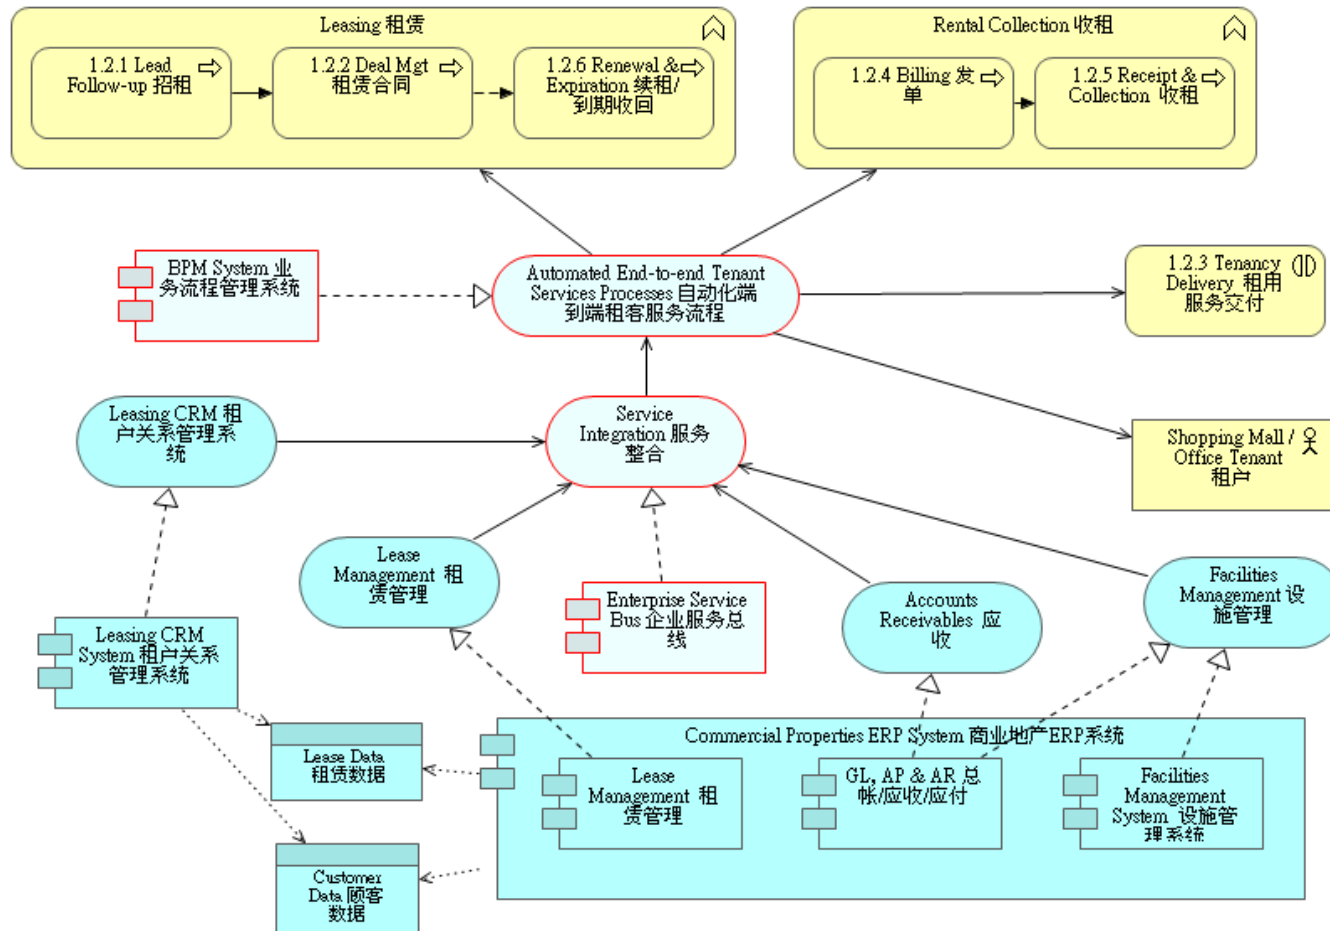 Leasing 租赁
1.2.1 Lead
Follow-up 招租
1.2.2 Deal Mgt
租赁合同
1.2.6 Renewal &
Expiration 续租/
到期收回
Rental Collection 收租
1.2.4 Billing 发
单
1.2.5 Receipt &
Collection 收租
BPM System 业
务流程管理系统
Automated End-to-end Tenant
Services Processes 自动化端
到端租客服务流程
1.2.3 Tenancy
Delivery 租用
服务交付
Leasing CRM 租
户关系管理系
统
Service
Integration 服务
整合
Shopping Mall /
Office Tenant
租户
Lease
Management 租
赁管理
Enterprise Service
Bus 企业服务总
线
Accounts
Receivables 应
收
Facilities
Management 设
施管理
Leasing CRM
System 租户关系
管理系统
Lease Data
租赁数据
Customer
Data 顾客
数据
Commercial Properties ERP System 商业地产ERP系统
Lease
Management 租
赁管理
GL, AP & AR 总
帐/应收/应付
Facilities
Management
System 设施管
理系统